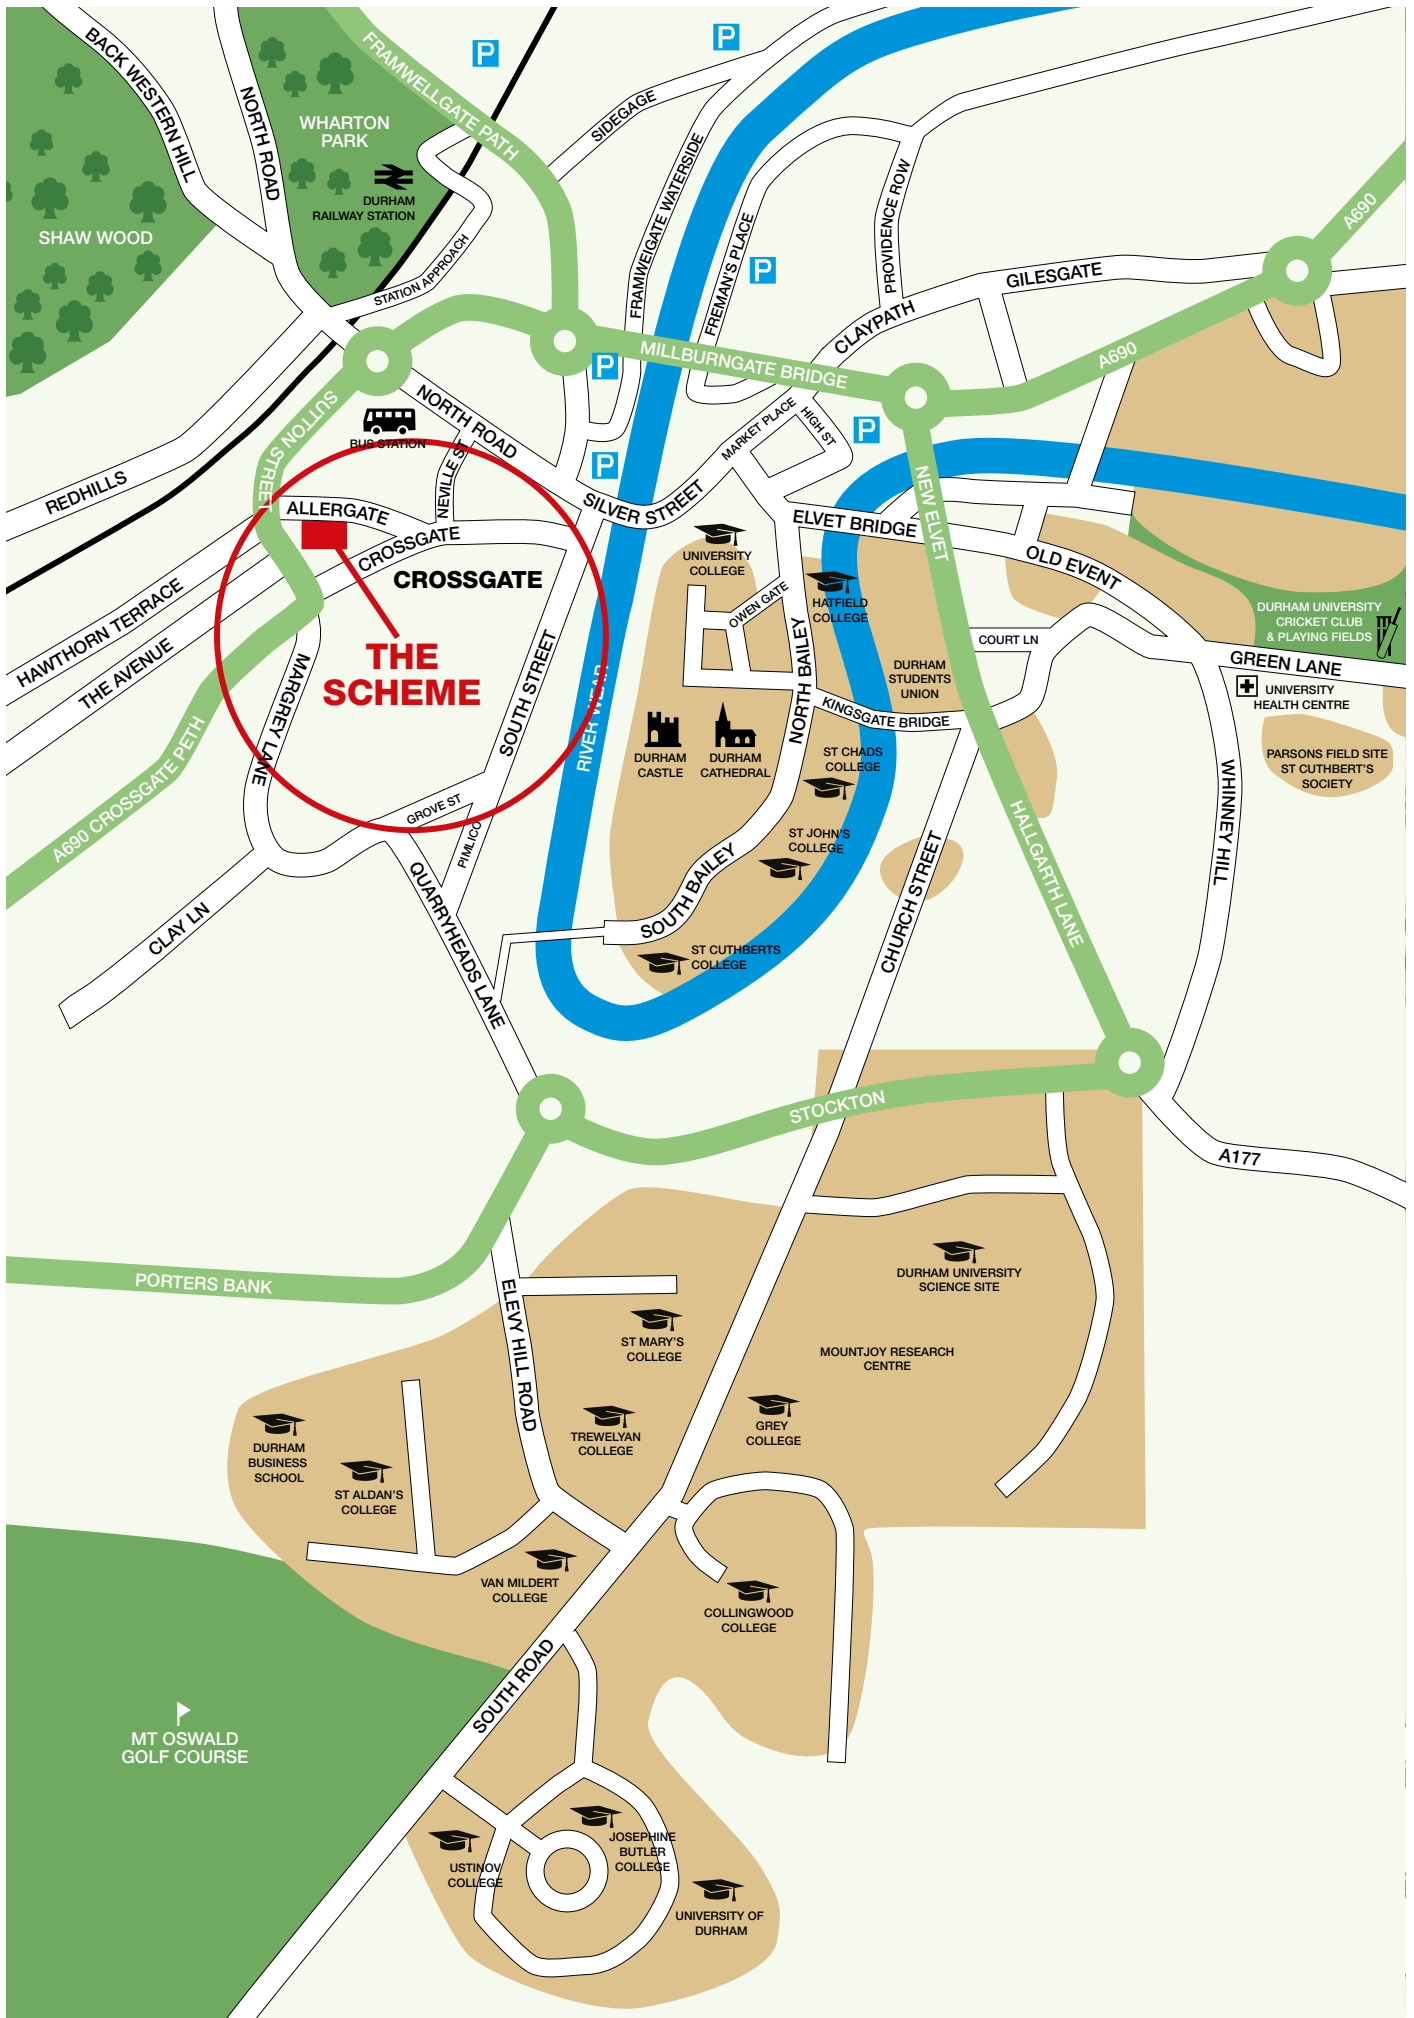 BACK WESTERN HILL
NORTH ROAD
FRAMWELLGATE PATH
P
P
SIDEGAGE
WHARTON
PARK
DURHAM
RAILWAY STATION
SHAW WOOD
STATION APPROACH
FRAMWEIGATE WATERSIDE
FREMAN'S PLACE
P
PROVIDENCE ROW
A690
GILESGATE
CLAYPATH
MILLBURNGATE BRIDGE
A690
P
SUTTON STREET
NORTH ROAD
BUS STATION
NEVILLE ST
MARKET PLACE
HIGH ST
P
P
REDHILLS
ALLERGATE
CROSSGATE
CROSSGATE
SILVER STREET
ELVET BRIDGE
NEW ELVET
OLD EVENT
UNIVERSITY
COLLEGE
OWEN GATE
HATFIELD
COLLEGE
HAWTHORN TERRACE
THE AVENUE
THE
SCHEME
MARGREY LANE
SOUTH STREET
RIVER WEAR
NORTH BAILEY
DURHAM
STUDENTS
UNION
COURT LN
DURHAM UNIVERSITY
CRICKET CLUB
& PLAYING FIELDS
GREEN LANE
UNIVERSITY
HEALTH CENTRE
KINGSGATE BRIDGE
A690 CROSSGATE PETH
DURHAM
CASTLE
DURHAM
CATHEDRAL
ST CHADS
COLLEGE
PARSONS FIELD SITE
ST CUTHBERT'S
SOCIETY
WHINNEY HILL
GROVE ST
PIMLICO
ST JOHN'S
COLLEGE
HALLGARTH LANE
CHURCH STREET
SOUTH BAILEY
QUARRYHEADS LANE
CLAY LN
ST CUTHBERTS
COLLEGE
STOCKTON
A177
PORTERS BANK
ELEVY HILL ROAD
DURHAM UNIVERSITY
SCIENCE SITE
ST MARY'S
COLLEGE
MOUNTJOY RESEARCH
CENTRE
TREWELYAN
COLLEGE
GREY
COLLEGE
DURHAM
BUSINESS
SCHOOL
ST ALDAN'S
COLLEGE
VAN MILDERT
COLLEGE
COLLINGWOOD
COLLEGE
SOUTH ROAD
MT OSWALD
GOLF COURSE
JOSEPHINE
BUTLER
COLLEGE
USTINOV
COLLEGE
UNIVERSITY OF
DURHAM